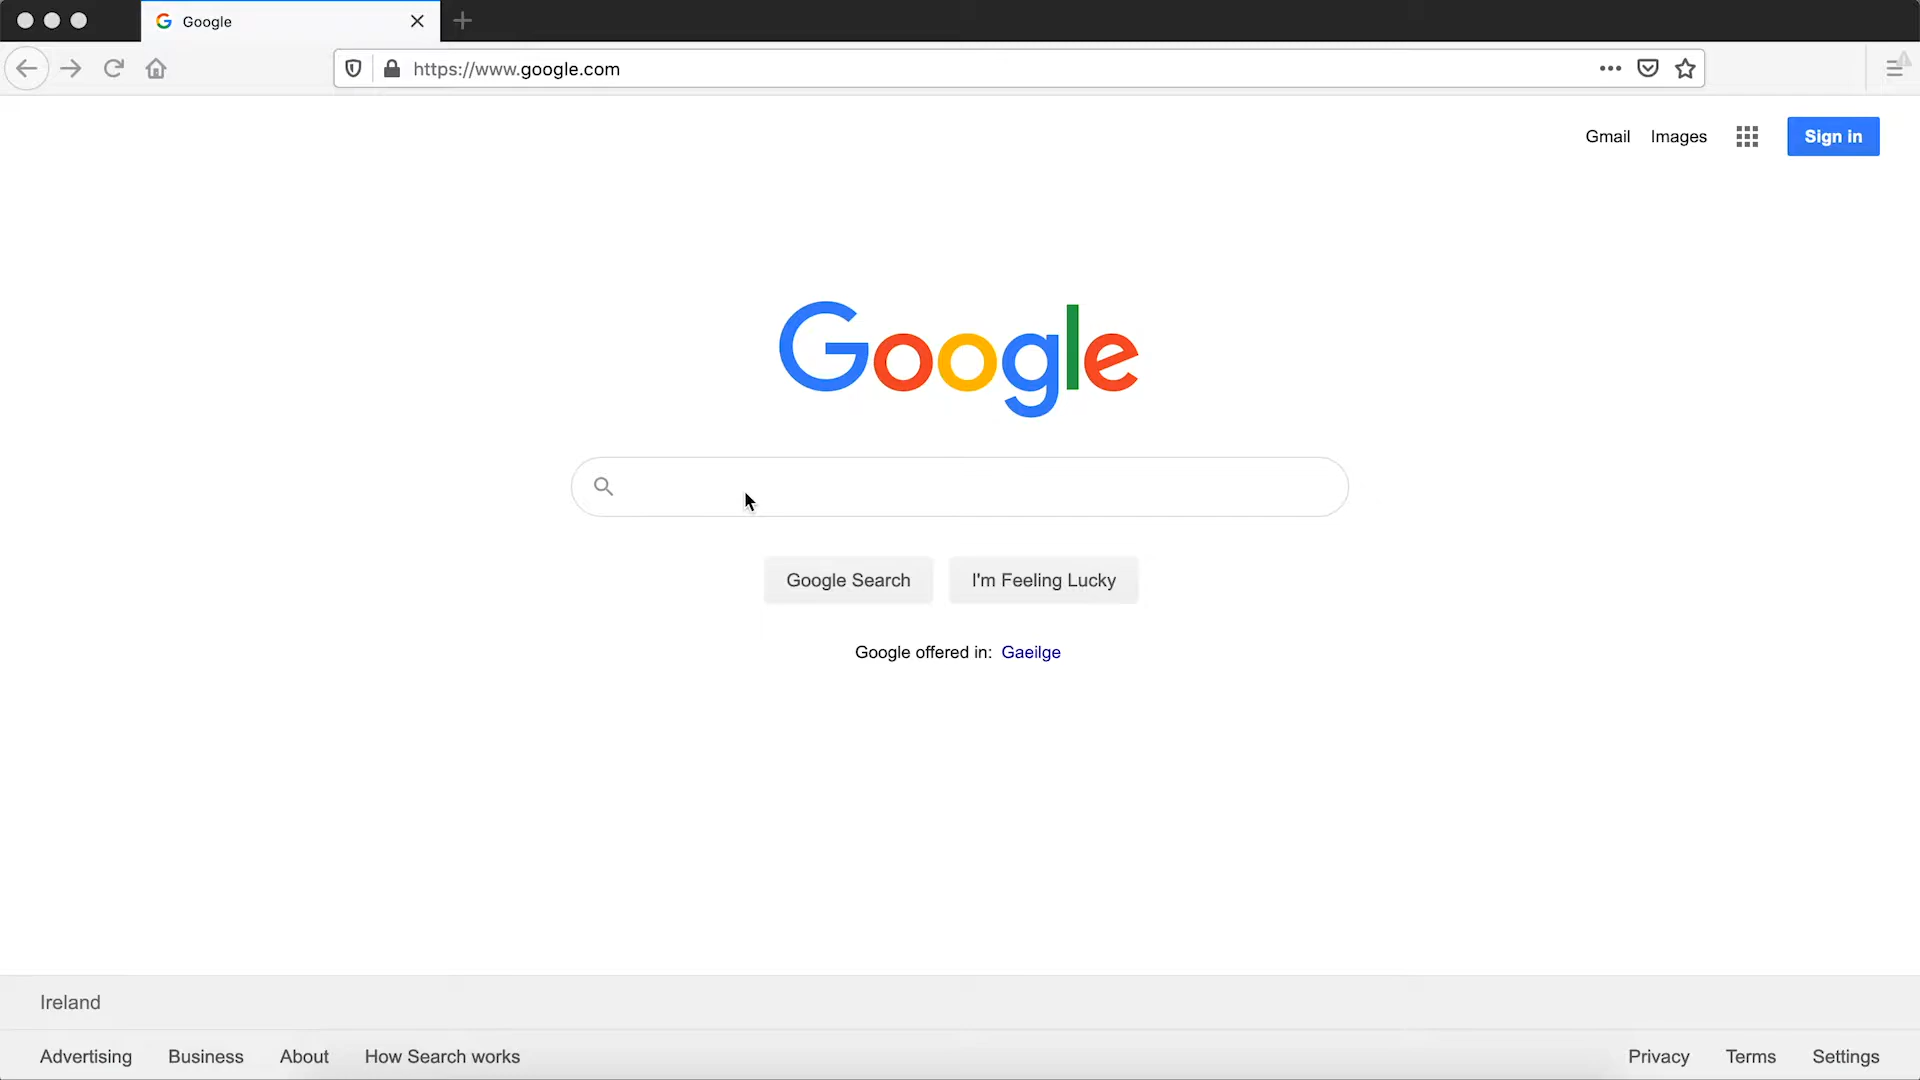 Google
https://www.google.com
Gmail Images Sign in
Google
Google Search I'm Feeling Lucky
Google offered in: Gaeilge
Ireland
Advertising Business About How Search works Privacy Terms Settings